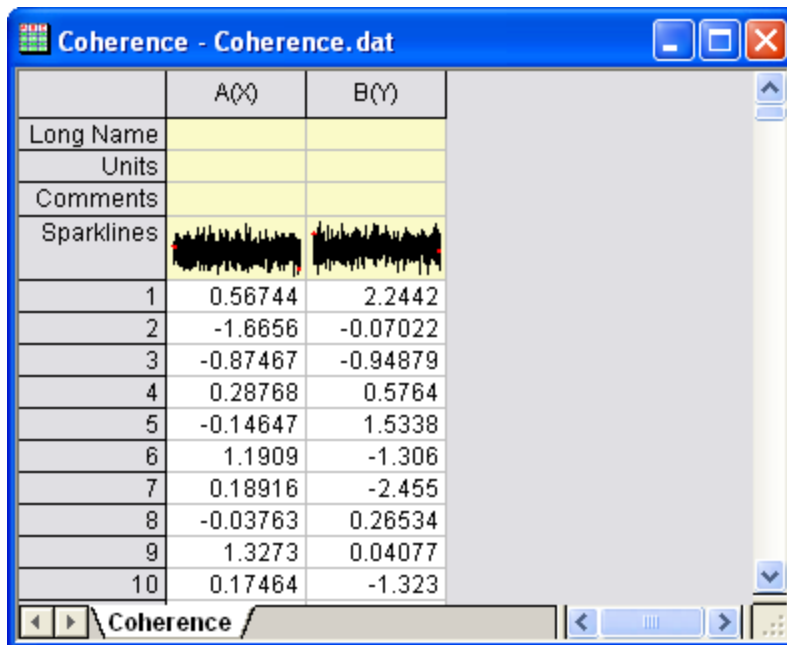 Coherence - Coherence.dat
A(X) B(Y)
Long Name
Units
Comments
Sparklines
1 0.56744 2.2442
2 -1.6656 -0.07022
3 -0.87467 -0.94879
4 0.28768 0.5764
5 -0.14647 1.5338
6 1.1909 -1.306
7 0.18916 -2.455
8 -0.03763 0.26534
9 1.3273 0.04077
10 0.17464 -1.323
Coherence